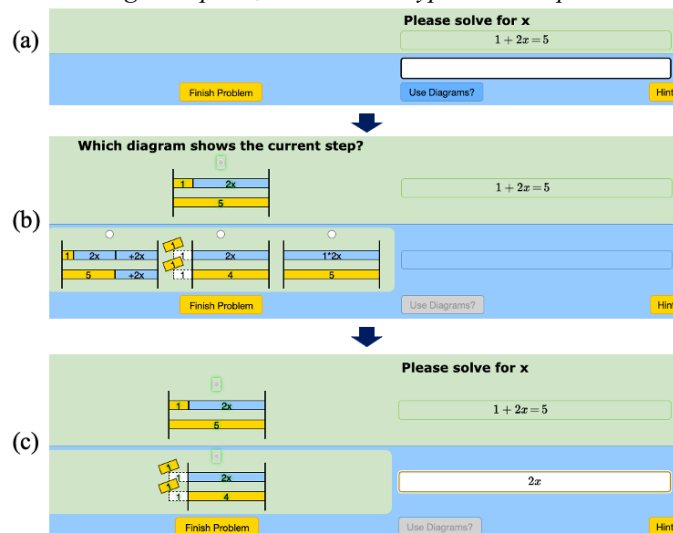 Please solve for x
(a)
1 + 2x = 5
Finish Problem
Use Diagrams?
Hint
Which diagram shows the current step?
1 2x
5
1 + 2x = 5
(b)
1 2x +2x
5 +2x
1
1 2x
1
1 4
1*2x
5
Finish Problem
Use Diagrams?
Hint
Please solve for x
1 2x
5
1 + 2x = 5
(c)
1
1 2x
1
1 4
2x
Finish Problem
Use Diagrams?
Hint